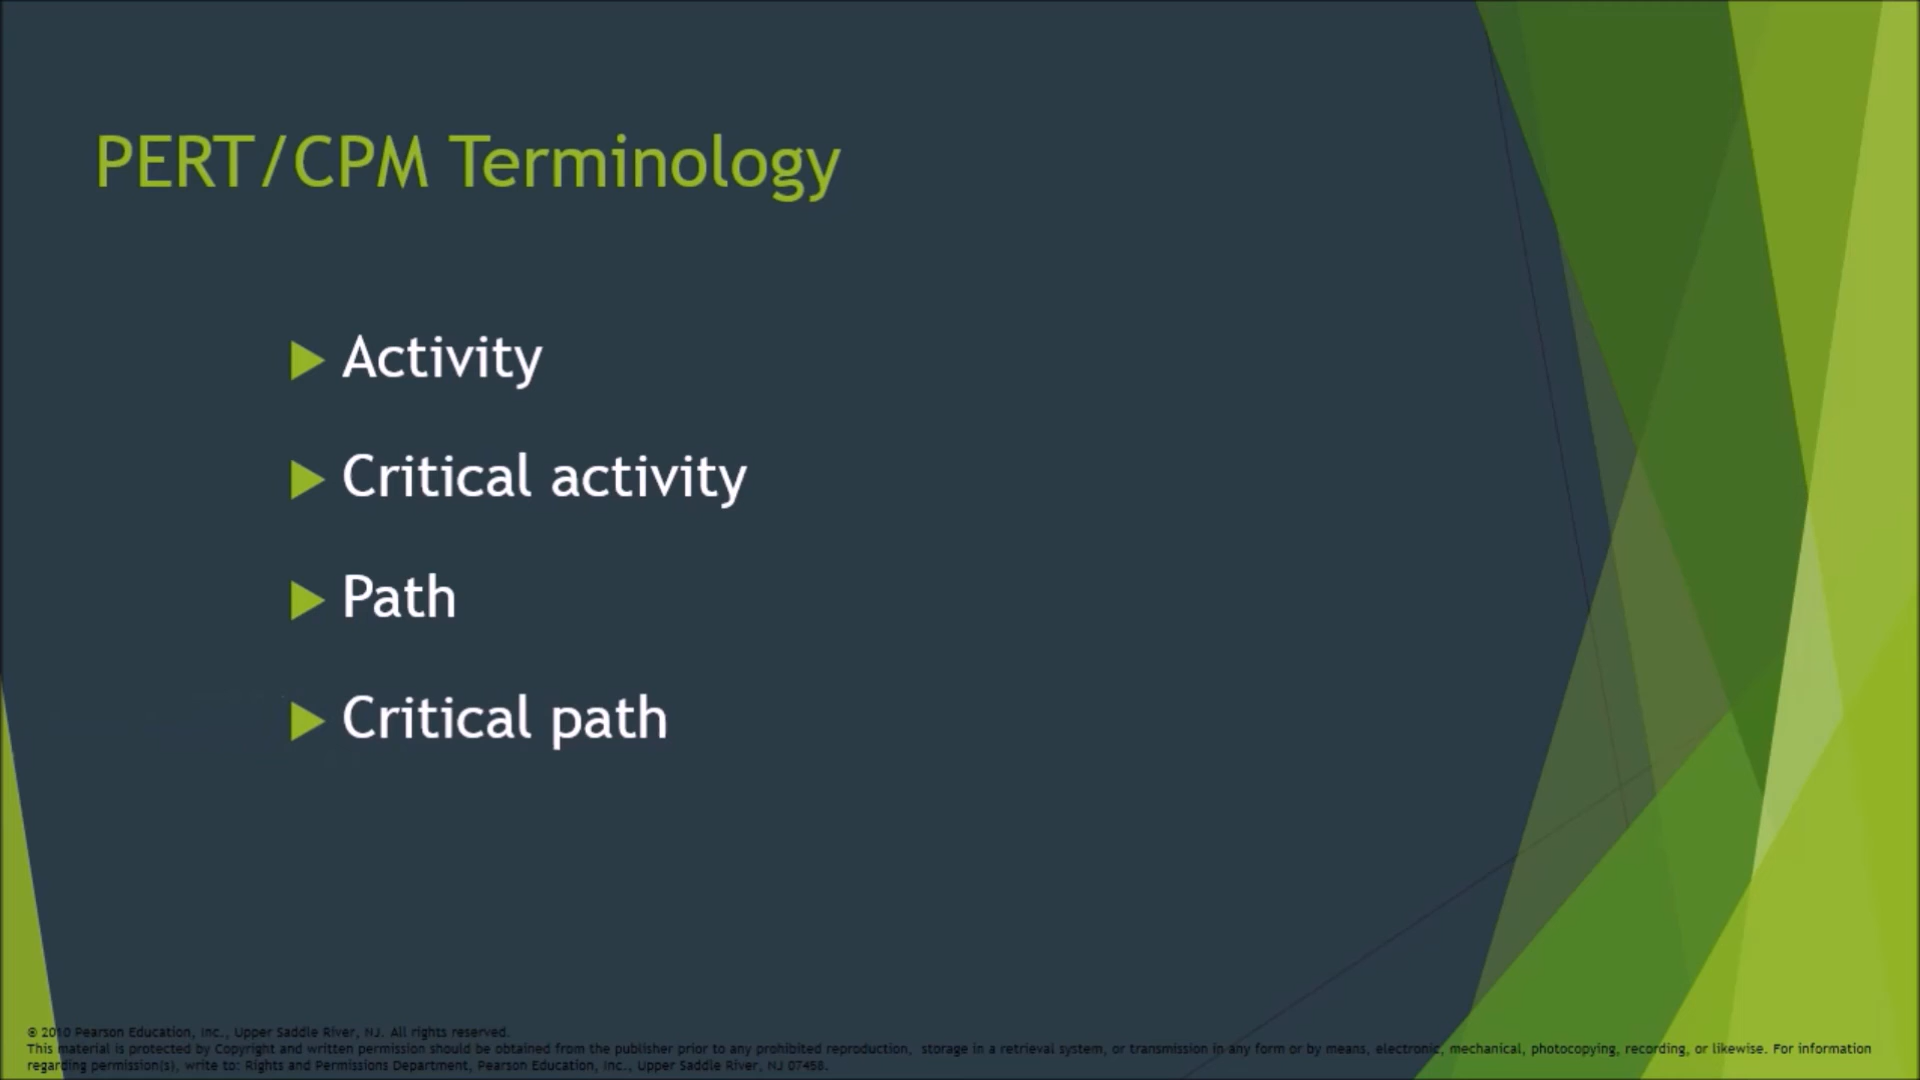 PERT/CPM Terminology
Activity
Critical activity
Path
Critical path
© 2010 Pearson Education, Inc., Upper Saddle River, NJ. All rights reserved.
This material is protected by Copyright and written permission should be obtained from the publisher prior to any prohibited reproduction, storage in a retrieval system, or transmission in any form or by means, electronic, mechanical, photocopying, recording, or likewise. For information
regarding permission(s), write to: Rights and Permissions Department, Pearson Education, Inc., Upper Saddle River, NJ 07458.